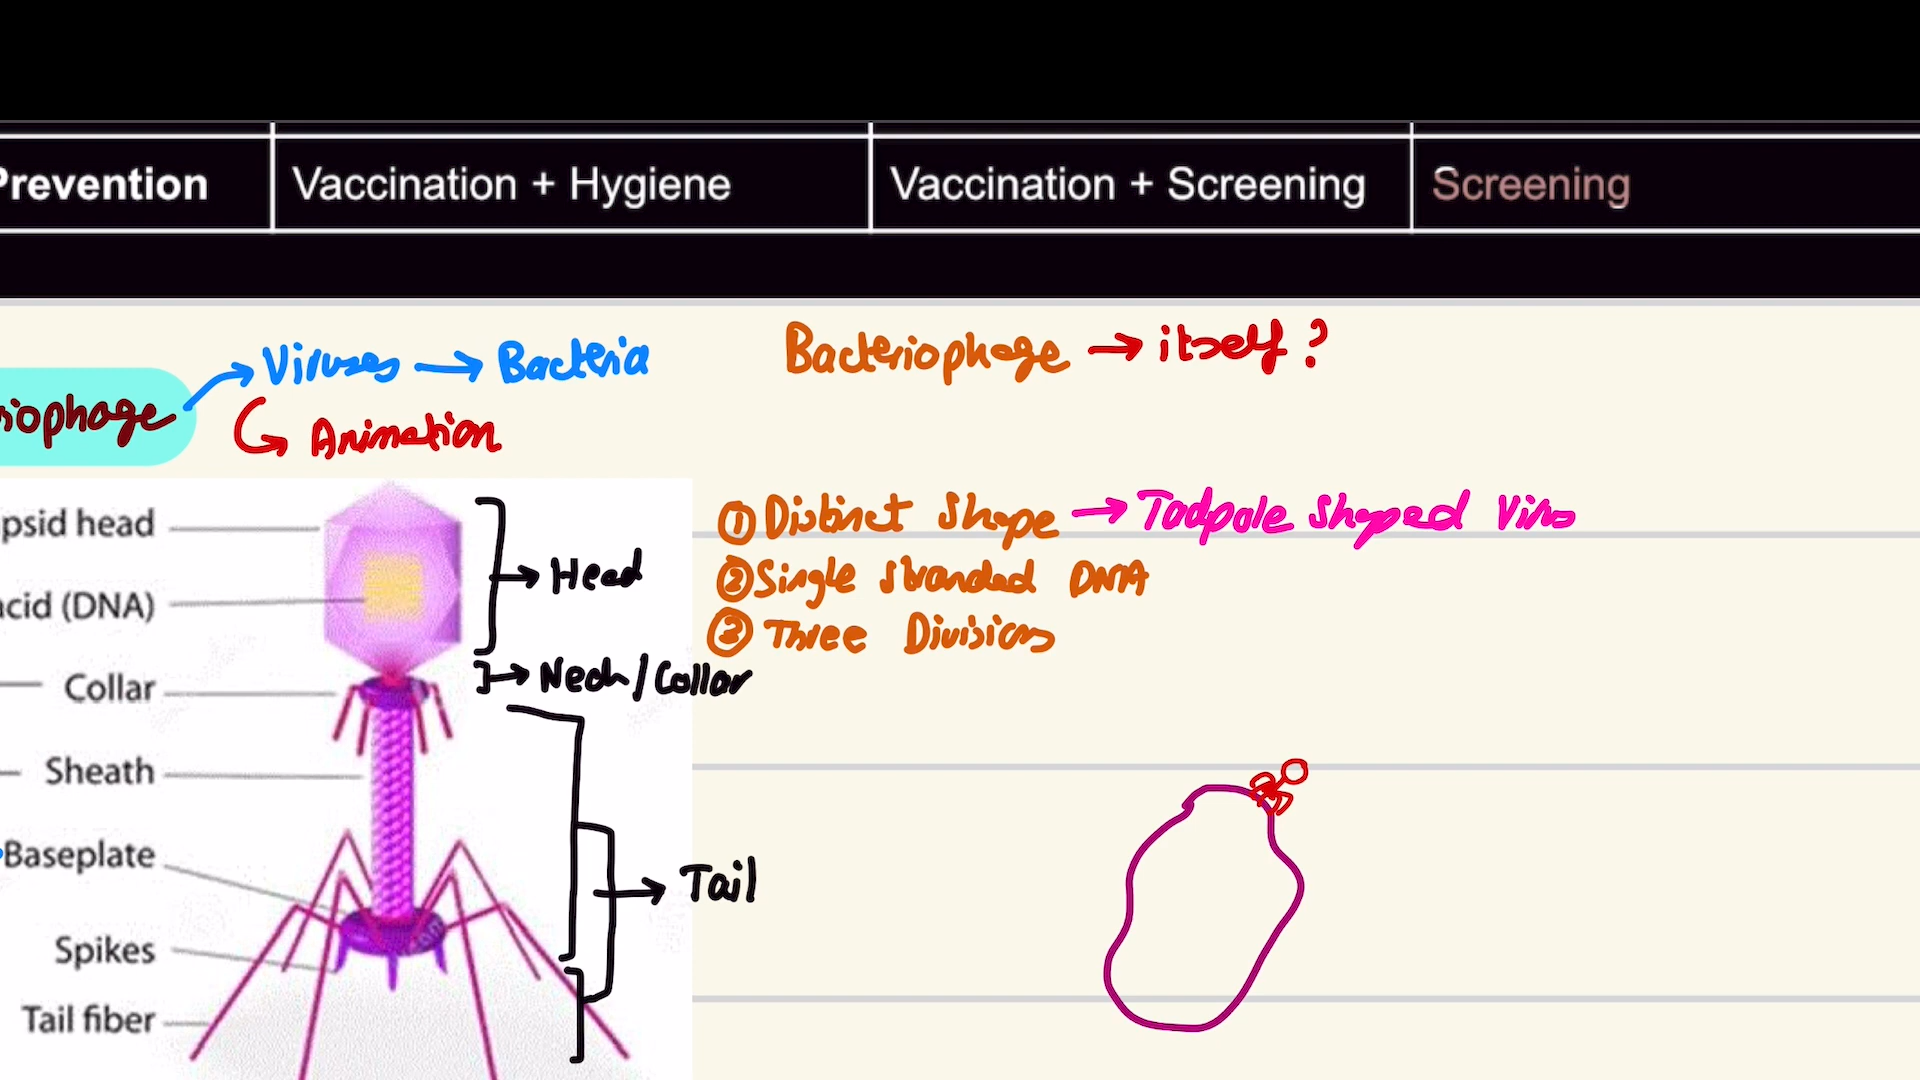 Prevention Vaccination + Hygiene Vaccination + Screening Screening
Viruses → Bacteria
Bacteriophage → itself?
iophage
Animation
psid head
Head
① Distinct Shape → Tadpole Shaped Virus
② Single stranded DNA
acid (DNA)
③ Three Divisions
Collar
Neck/Collar
Sheath
Baseplate
Tail
Spikes
Tail fiber